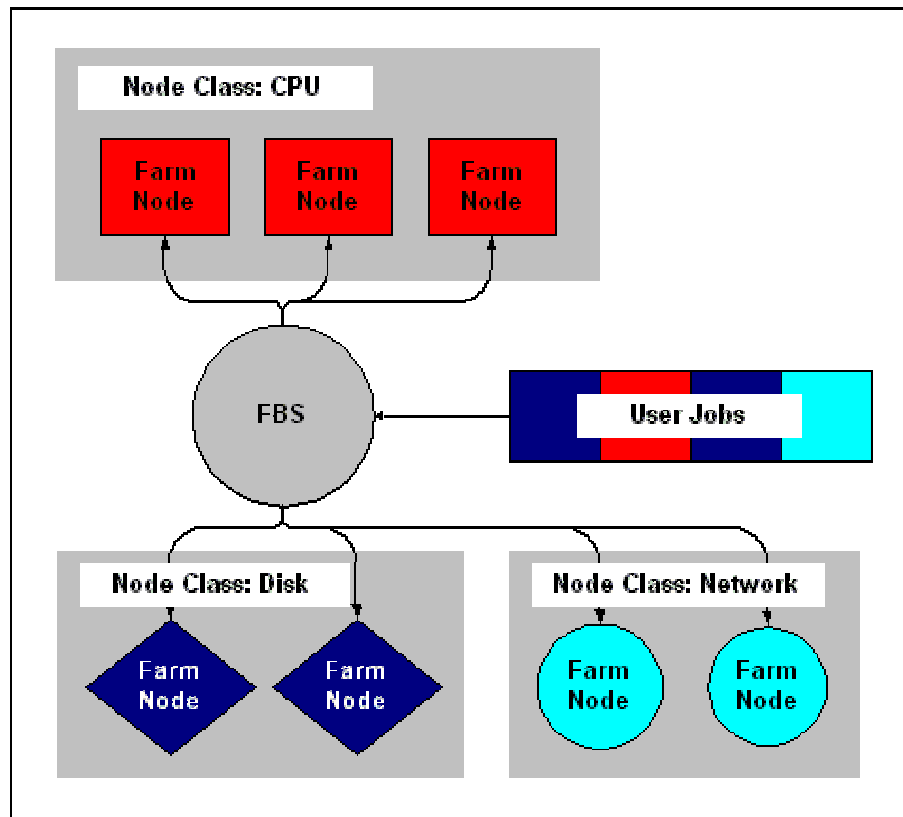 Node Class: CPU
Farm
Node
Farm
Node
Farm
Node
FBS
User Jobs
Node Class: Disk
Node Class: Network
Farm
Node
Farm
Node
Farm
Node
Farm
Node